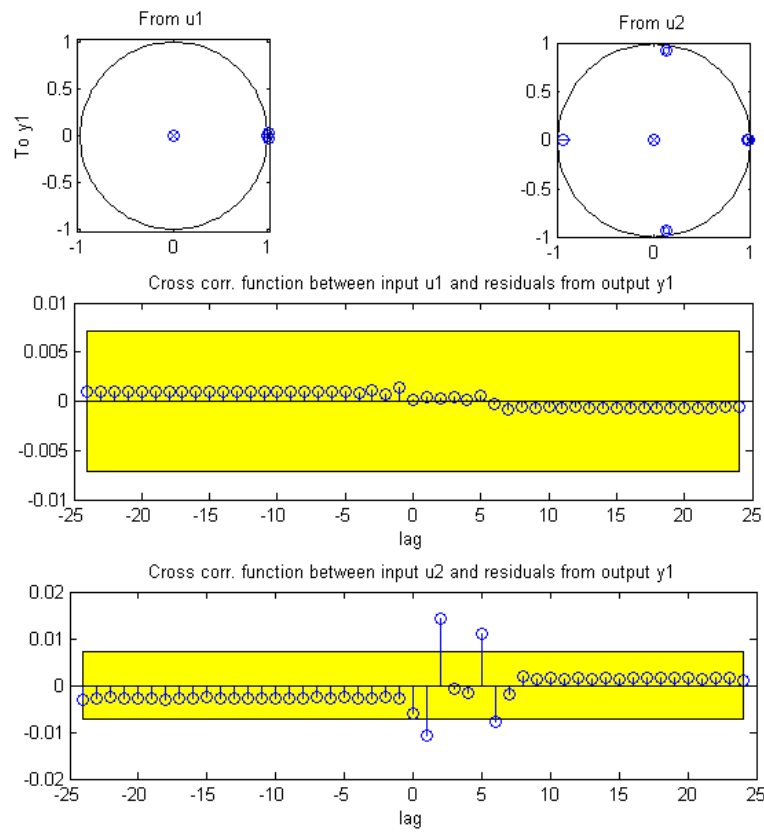 From u1
From u2
1
0.5
0
-0.5
-1
To y1
-1 0 1
1
0.5
0
-0.5
-1
-1 0 1
Cross corr. function between input u1 and residuals from output y1
0.01
0.005
0
-0.005
-0.01
-25 -20 -15 -10 -5 0 5 10 15 20 25
lag
Cross corr. function between input u2 and residuals from output y1
0.02
0.01
0
-0.01
-0.02
-25 -20 -15 -10 -5 0 5 10 15 20 25
lag